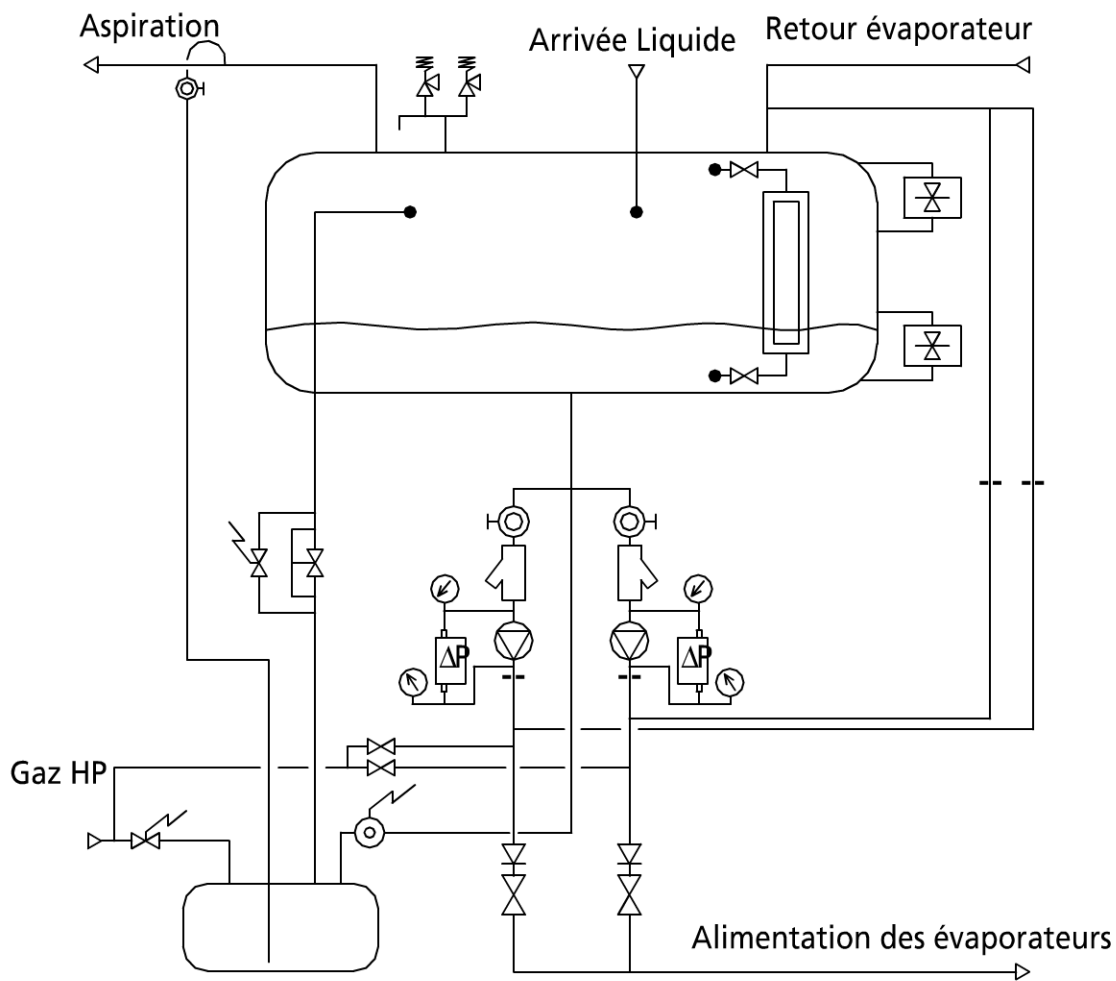 Aspiration
Arrivée Liquide
Retour évaporateur
ΔP
ΔP
Gaz HP
Alimentation des évaporateurs